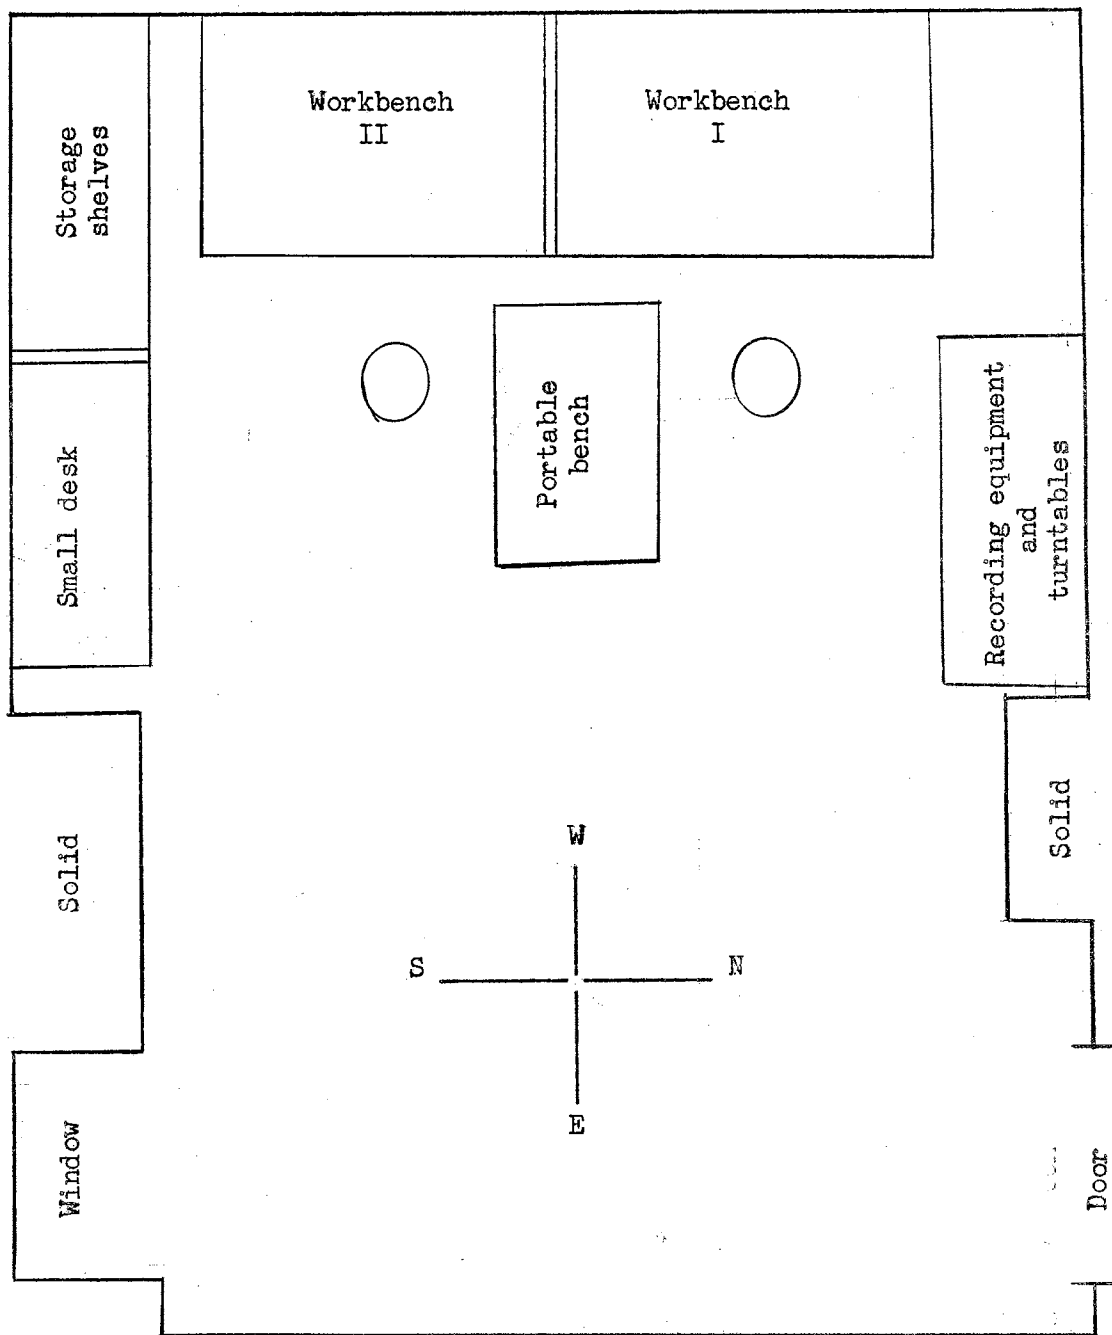 Workbench
II
Workbench
I
Storage
shelves
Small desk
Portable
bench
Recording equipment
and
turntables
Solid
Solid
W
S
N
E
Window
Door